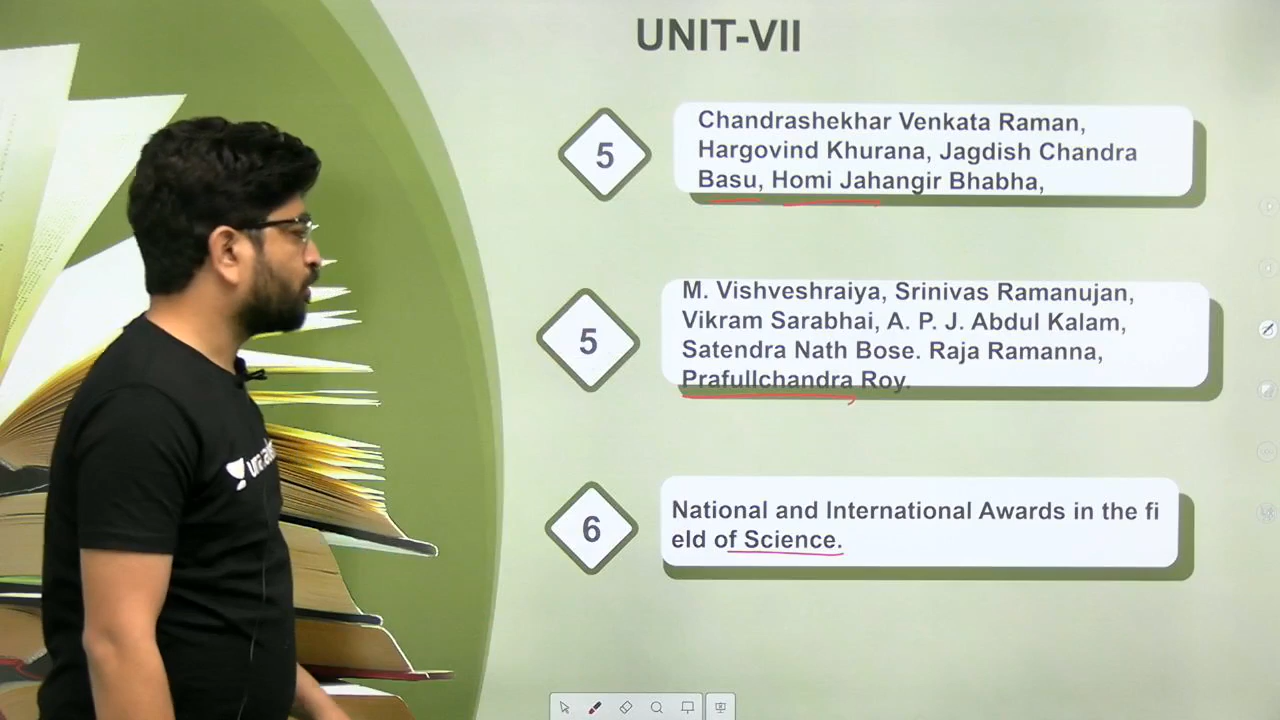 UNIT-VII
5
Chandrashekhar Venkata Raman,
Hargovind Khurana, Jagdish Chandra
Basu, Homi Jahangir Bhabha,
5
M. Vishveshraiya, Srinivas Ramanujan,
Vikram Sarabhai, A. P. J. Abdul Kalam,
Satendra Nath Bose. Raja Ramanna,
Prafullchandra Roy.
6
National and International Awards in the fi
eld of Science.